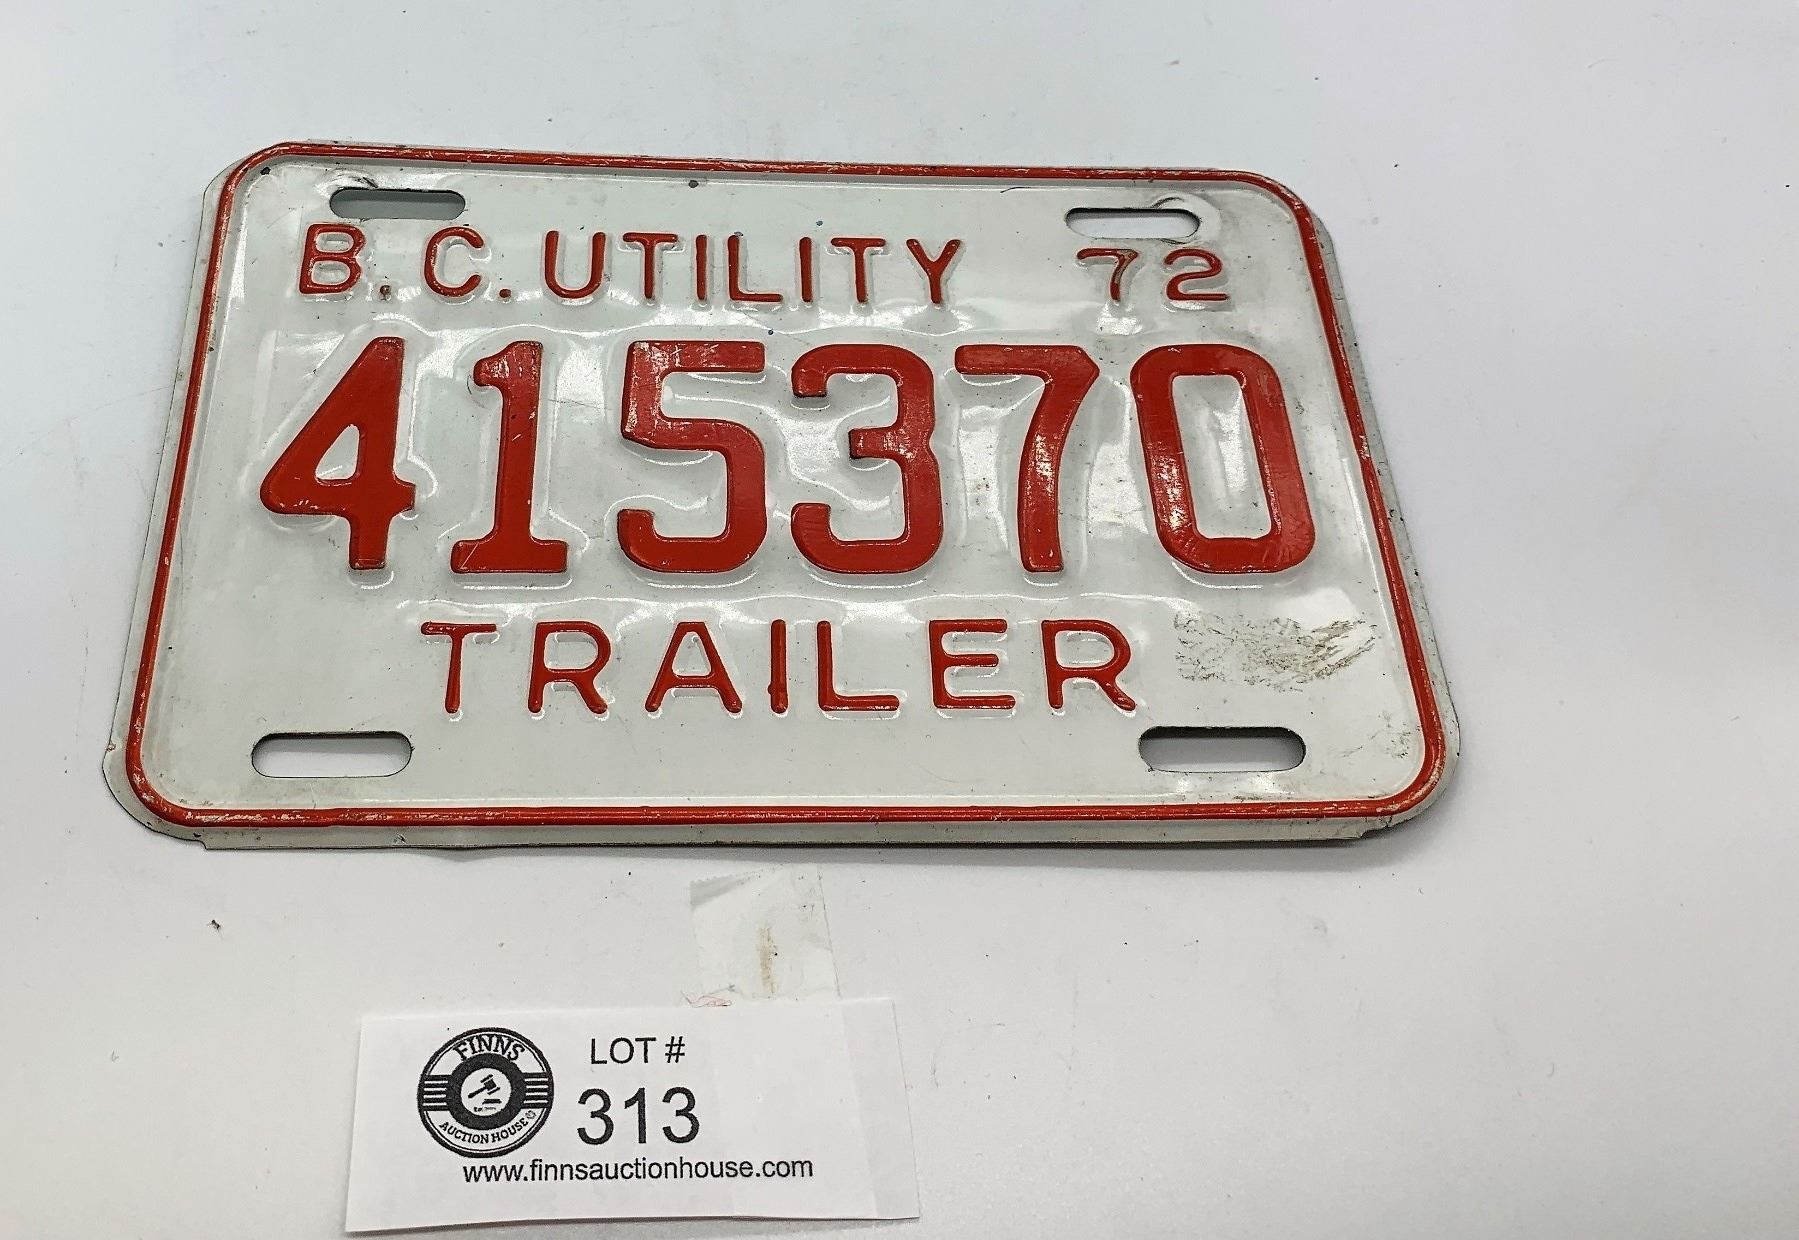 B.C. UTILITY 72
415370
TRAILER
FINNS
AUCTION HOUSE
LOT #
313
www.finnsauctionhouse.com